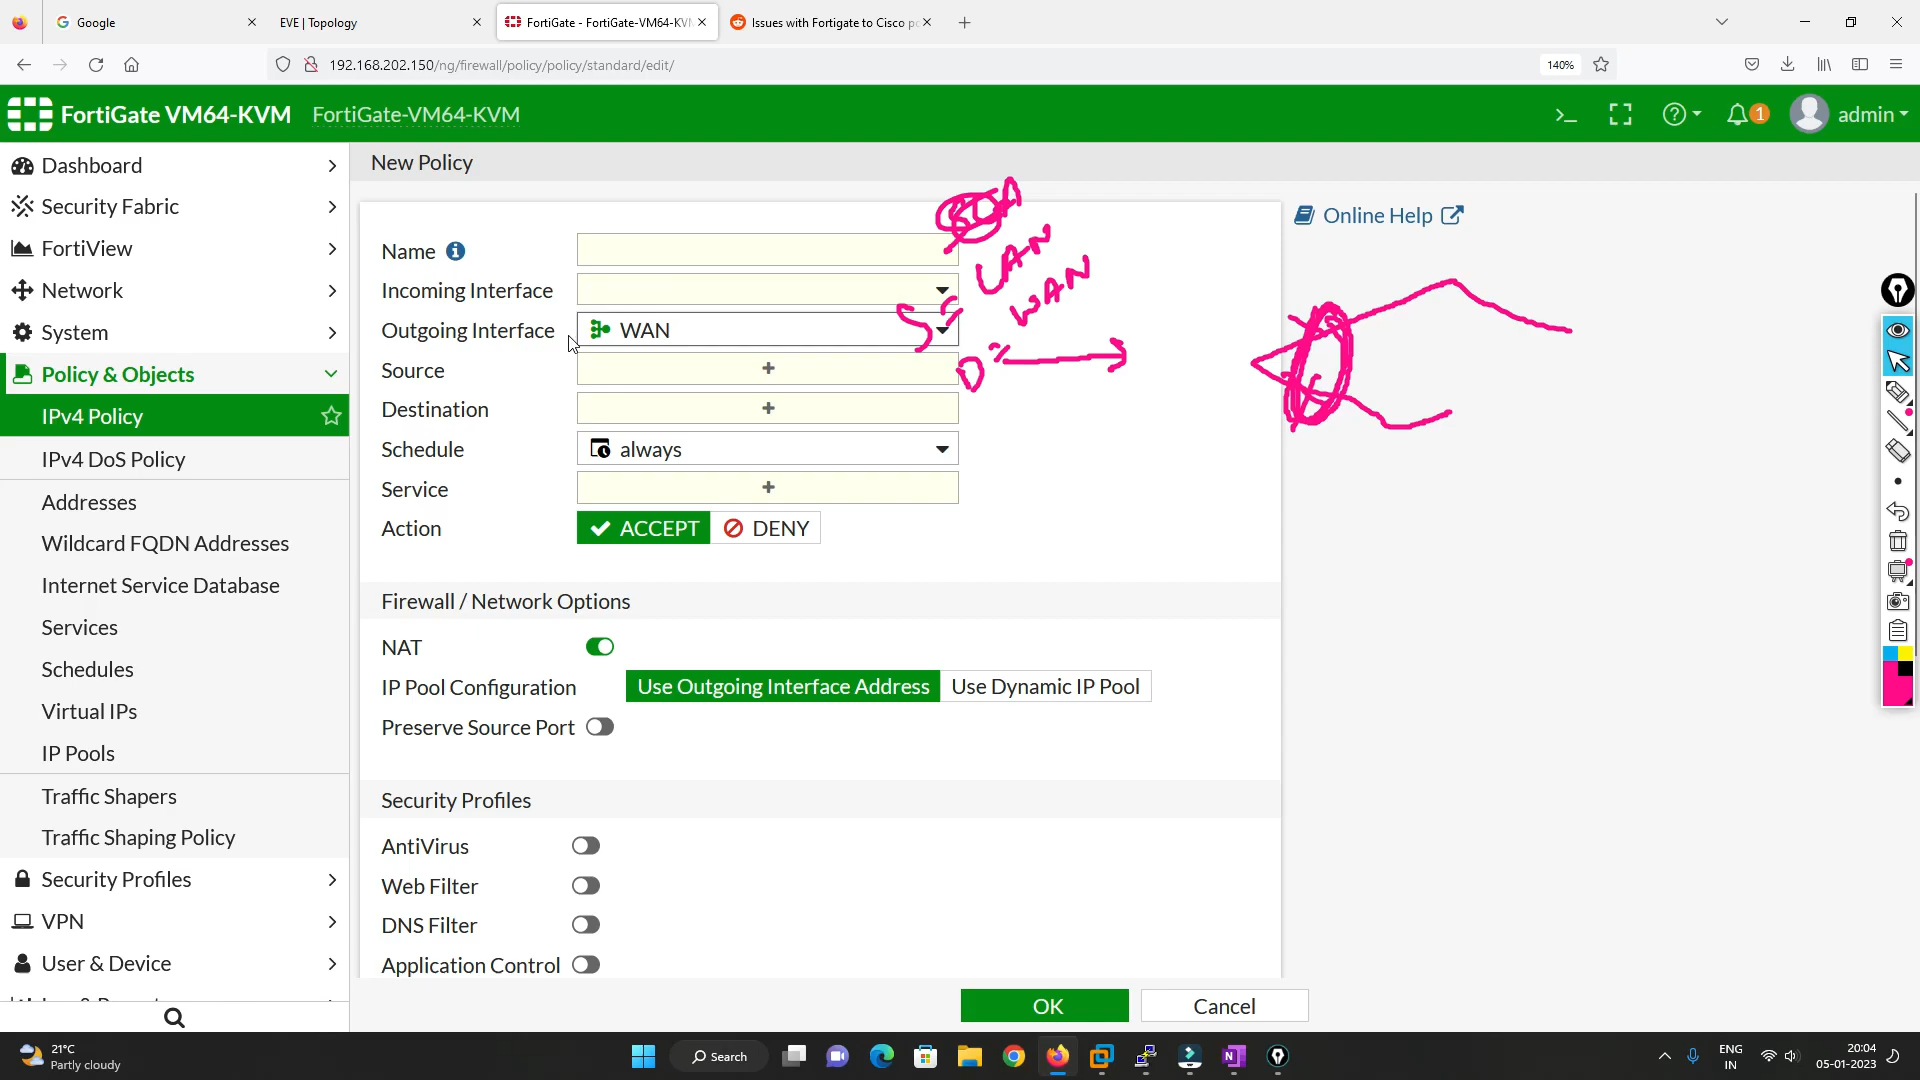 Google
EVE | Topology
FortiGate - FortiGate-VM64-KVM
Issues with Fortigate to Cisco po
192.168.202.150/ng/firewall/policy/policy/standard/edit/
140%
FortiGate VM64-KVM
FortiGate-VM64-KVM
>_
1
admin
Dashboard
Security Fabric
FortiView
Network
System
Policy & Objects
IPv4 Policy
IPv4 DoS Policy
Addresses
Wildcard FQDN Addresses
Internet Service Database
Services
Schedules
Virtual IPs
IP Pools
Traffic Shapers
Traffic Shaping Policy
Security Profiles
VPN
User & Device
New Policy
Online Help
Name
Incoming Interface
Outgoing Interface WAN
Source +
Destination +
Schedule always
Service +
Action ACCEPT DENY
LAN
WAN
S:
D:
Firewall / Network Options
NAT
IP Pool Configuration Use Outgoing Interface Address Use Dynamic IP Pool
Preserve Source Port
Security Profiles
AntiVirus
Web Filter
DNS Filter
Application Control
OK Cancel
21°C
Partly cloudy
Search
ENG
IN
20:04
05-01-2023